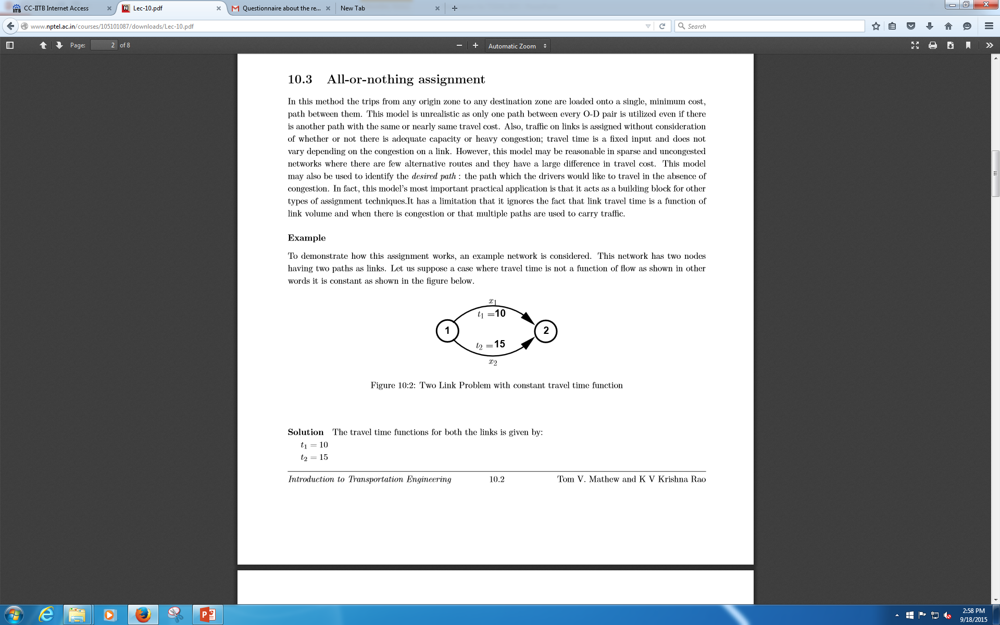 CC-IITB Internet Access
Lec-10.pdf
Questionnaire about the re...
New Tab
www.nptel.ac.in/courses/105101087/downloads/Lec-10.pdf
Search
Page: 2 of 8
Automatic Zoom
10.3 All-or-nothing assignment
In this method the trips from any origin zone to any destination zone are loaded onto a single, minimum cost,
path between them. This model is unrealistic as only one path between every O-D pair is utilized even if there
is another path with the same or nearly same travel cost. Also, traffic on links is assigned without consideration
of whether or not there is adequate capacity or heavy congestion; travel time is a fixed input and does not
vary depending on the congestion on a link. However, this model may be reasonable in sparse and uncongested
networks where there are few alternative routes and they have a large difference in travel cost. This model
may also be used to identify the desired path : the path which the drivers would like to travel in the absence of
congestion. In fact, this model's most important practical application is that it acts as a building block for other
types of assignment techniques.It has a limitation that it ignores the fact that link travel time is a function of
link volume and when there is congestion or that multiple paths are used to carry traffic.
Example
To demonstrate how this assignment works, an example network is considered. This network has two nodes
having two paths as links. Let us suppose a case where travel time is not a function of flow as shown in other
words it is constant as shown in the figure below.
x1
t1 =10
1
2
t2 =15
x2
Figure 10:2: Two Link Problem with constant travel time function
Solution The travel time functions for both the links is given by:
t1 = 10
t2 = 15
Introduction to Transportation Engineering 10.2 Tom V. Mathew and K V Krishna Rao
2:58 PM
9/18/2015